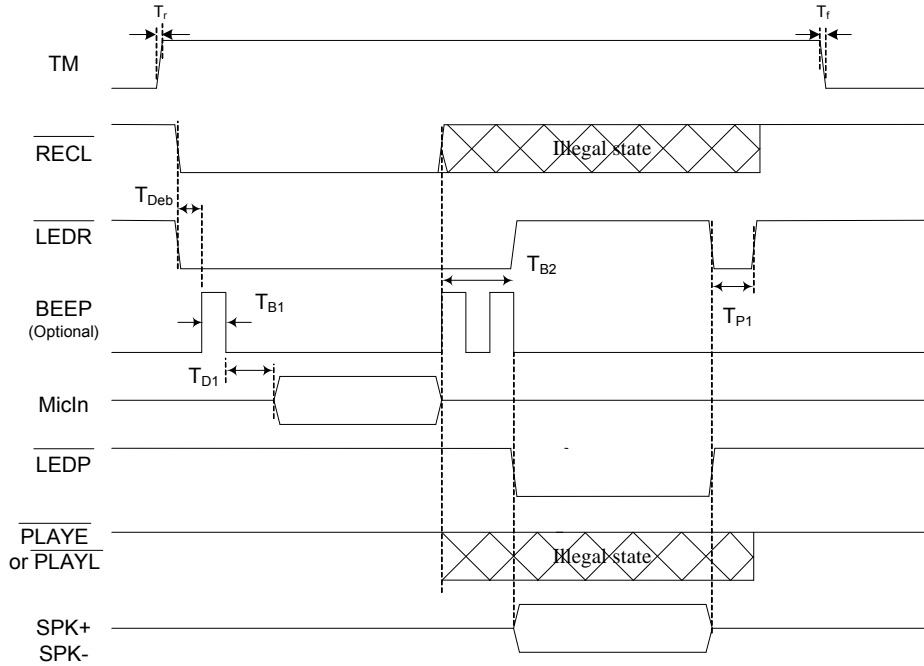 Tr
Tf
TM
RECL
Illegal state
TDeb
LEDR
TB2
BEEP
(Optional)
TB1
TP1
TD1
MicIn
LEDP
PLAYE
or PLAYL
Illegal state
SPK+
SPK-